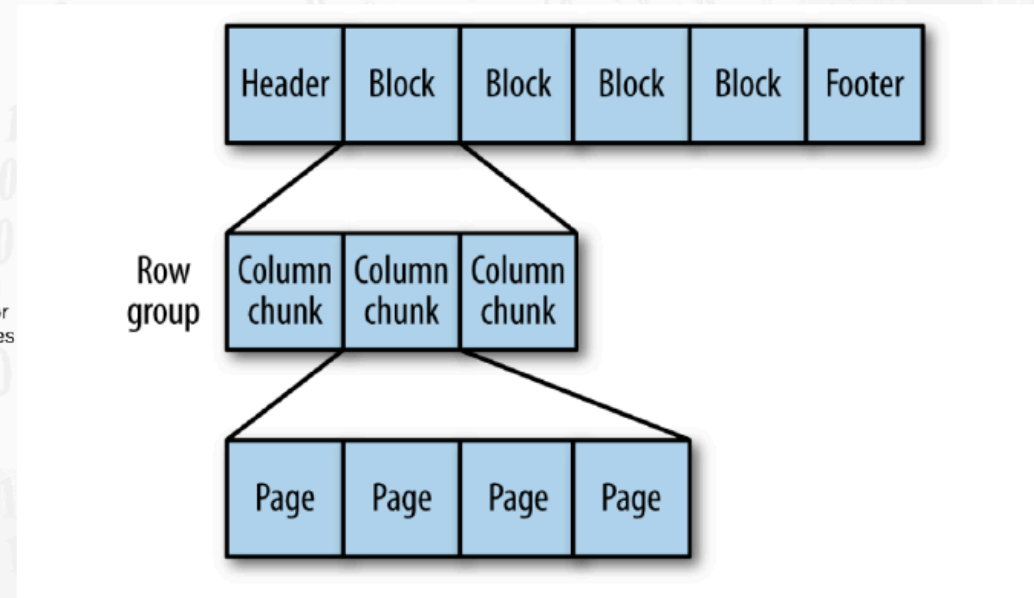 Header Block Block Block Block Footer
Row group
Column chunk Column chunk Column chunk
Page Page Page Page